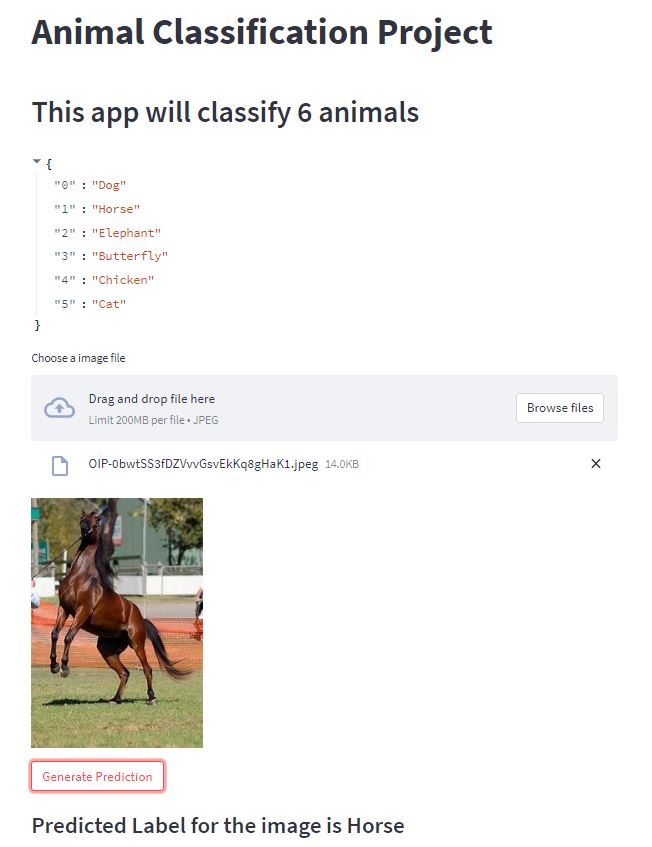 Animal Classification Project
This app will classify 6 animals
{
"0" : "Dog"
"1" : "Horse"
"2" : "Elephant"
"3" : "Butterfly"
"4" : "Chicken"
"5" : "Cat"
}
Choose a image file
Drag and drop file here
Limit 200MB per file • JPEG
Browse files
OIP-0bwtSS3fDZVvvGsvEkKq8gHaK1.jpeg 14.0KB
Generate Prediction
Predicted Label for the image is Horse